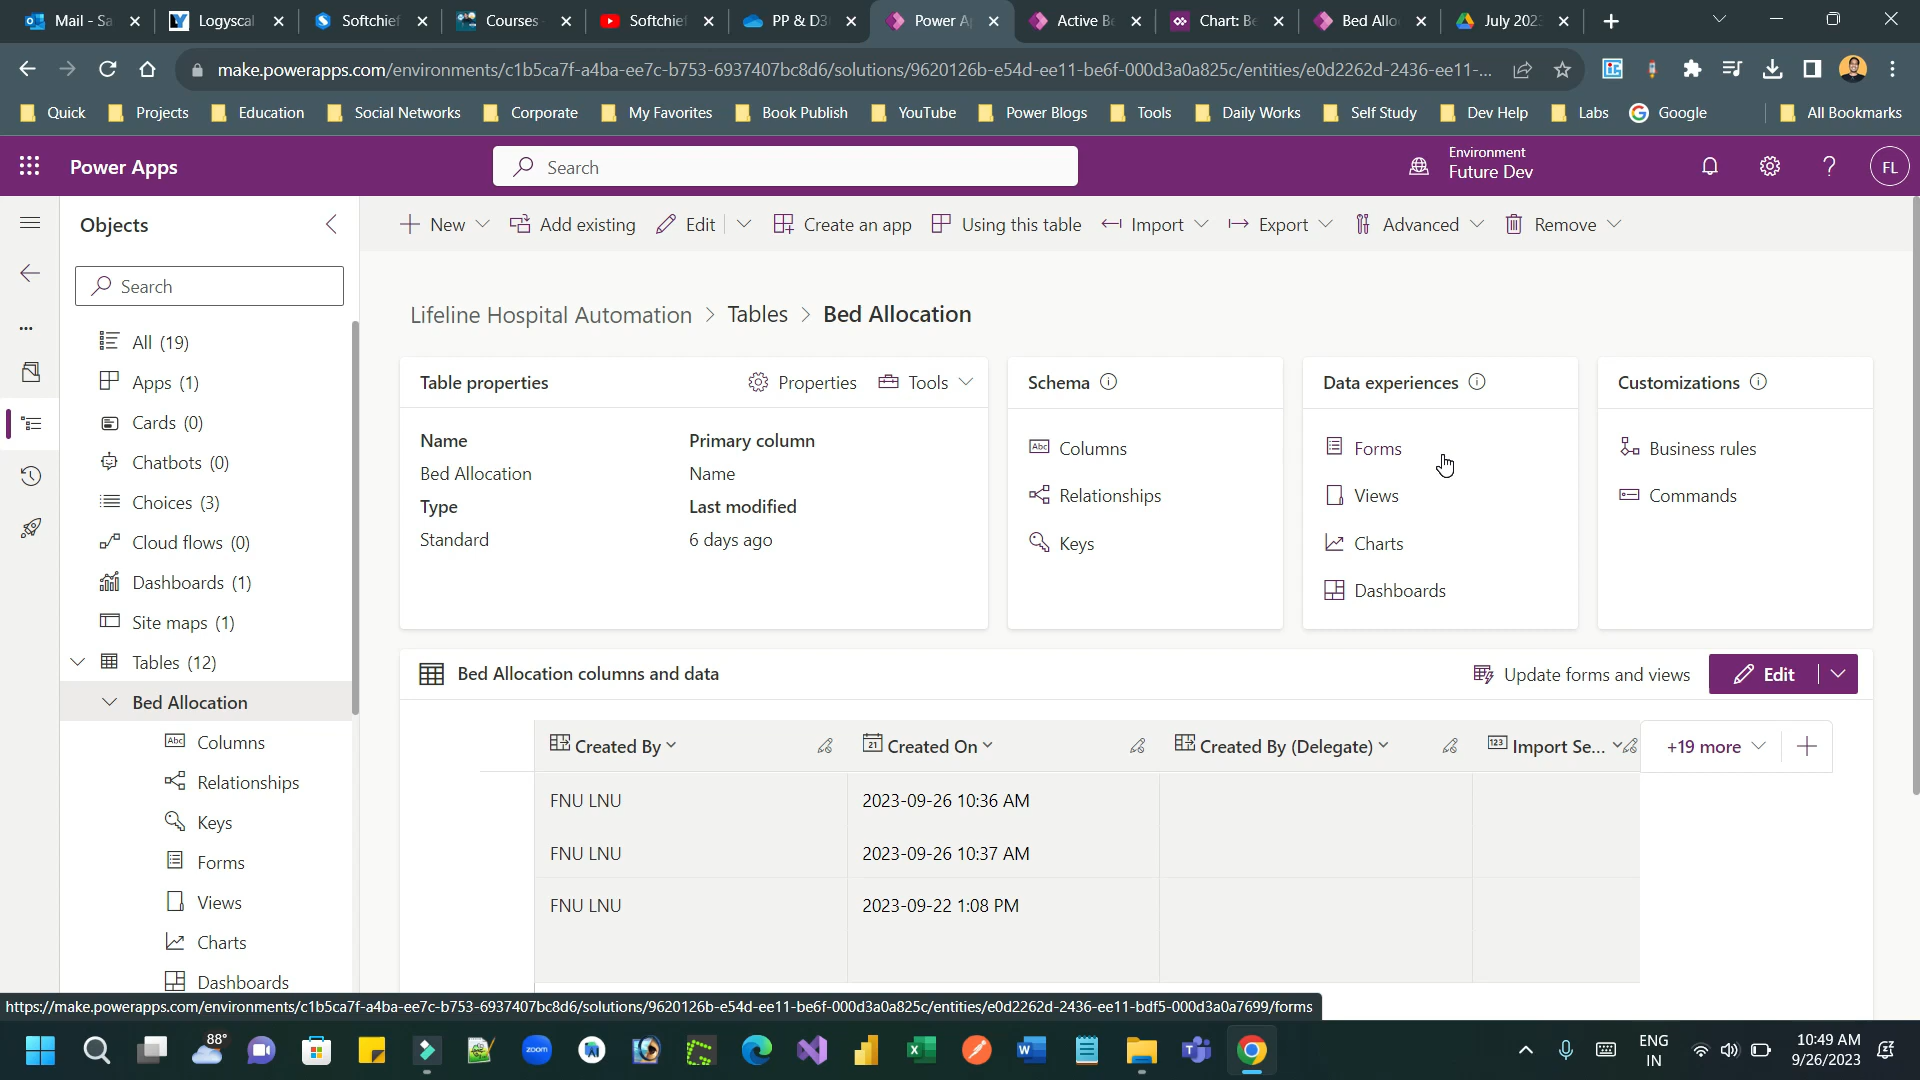 Mail - Sa
Logyscal
Softchief
Courses
Softchief
PP & D3
Power A
Active Be
Chart: Be
Bed Allo
July 202
make.powerapps.com/environments/c1b5ca7f-a4ba-ee7c-b753-6937407bc8d6/solutions/9620126b-e54d-ee11-be6f-000d3a0a825c/entities/e0d2262d-2436-ee11-...
Quick
Projects
Education
Social Networks
Corporate
My Favorites
Book Publish
YouTube
Power Blogs
Tools
Daily Works
Self Study
Dev Help
Labs
Google
All Bookmarks
Power Apps
Search
Environment
Future Dev
FL
Objects
New
Add existing
Edit
Create an app
Using this table
Import
Export
Advanced
Remove
Search
All (19)
Apps (1)
Cards (0)
Chatbots (0)
Choices (3)
Cloud flows (0)
Dashboards (1)
Site maps (1)
Tables (12)
Bed Allocation
Columns
Relationships
Keys
Forms
Views
Charts
Dashboards
Lifeline Hospital Automation > Tables > Bed Allocation
Table properties
Properties
Tools
Name
Bed Allocation
Type
Standard
Primary column
Name
Last modified
6 days ago
Schema
Columns
Relationships
Keys
Data experiences
Forms
Views
Charts
Dashboards
Customizations
Business rules
Commands
Bed Allocation columns and data
Update forms and views
Edit
Created By
Created On
Created By (Delegate)
Import Se...
+19 more
FNU LNU 2023-09-26 10:36 AM
FNU LNU 2023-09-26 10:37 AM
FNU LNU 2023-09-22 1:08 PM
https://make.powerapps.com/environments/c1b5ca7f-a4ba-ee7c-b753-6937407bc8d6/solutions/9620126b-e54d-ee11-be6f-000d3a0a825c/entities/e0d2262d-2436-ee11-bdf5-000d3a0a7699/forms
88°
zoom
ENG
IN
10:49 AM
9/26/2023